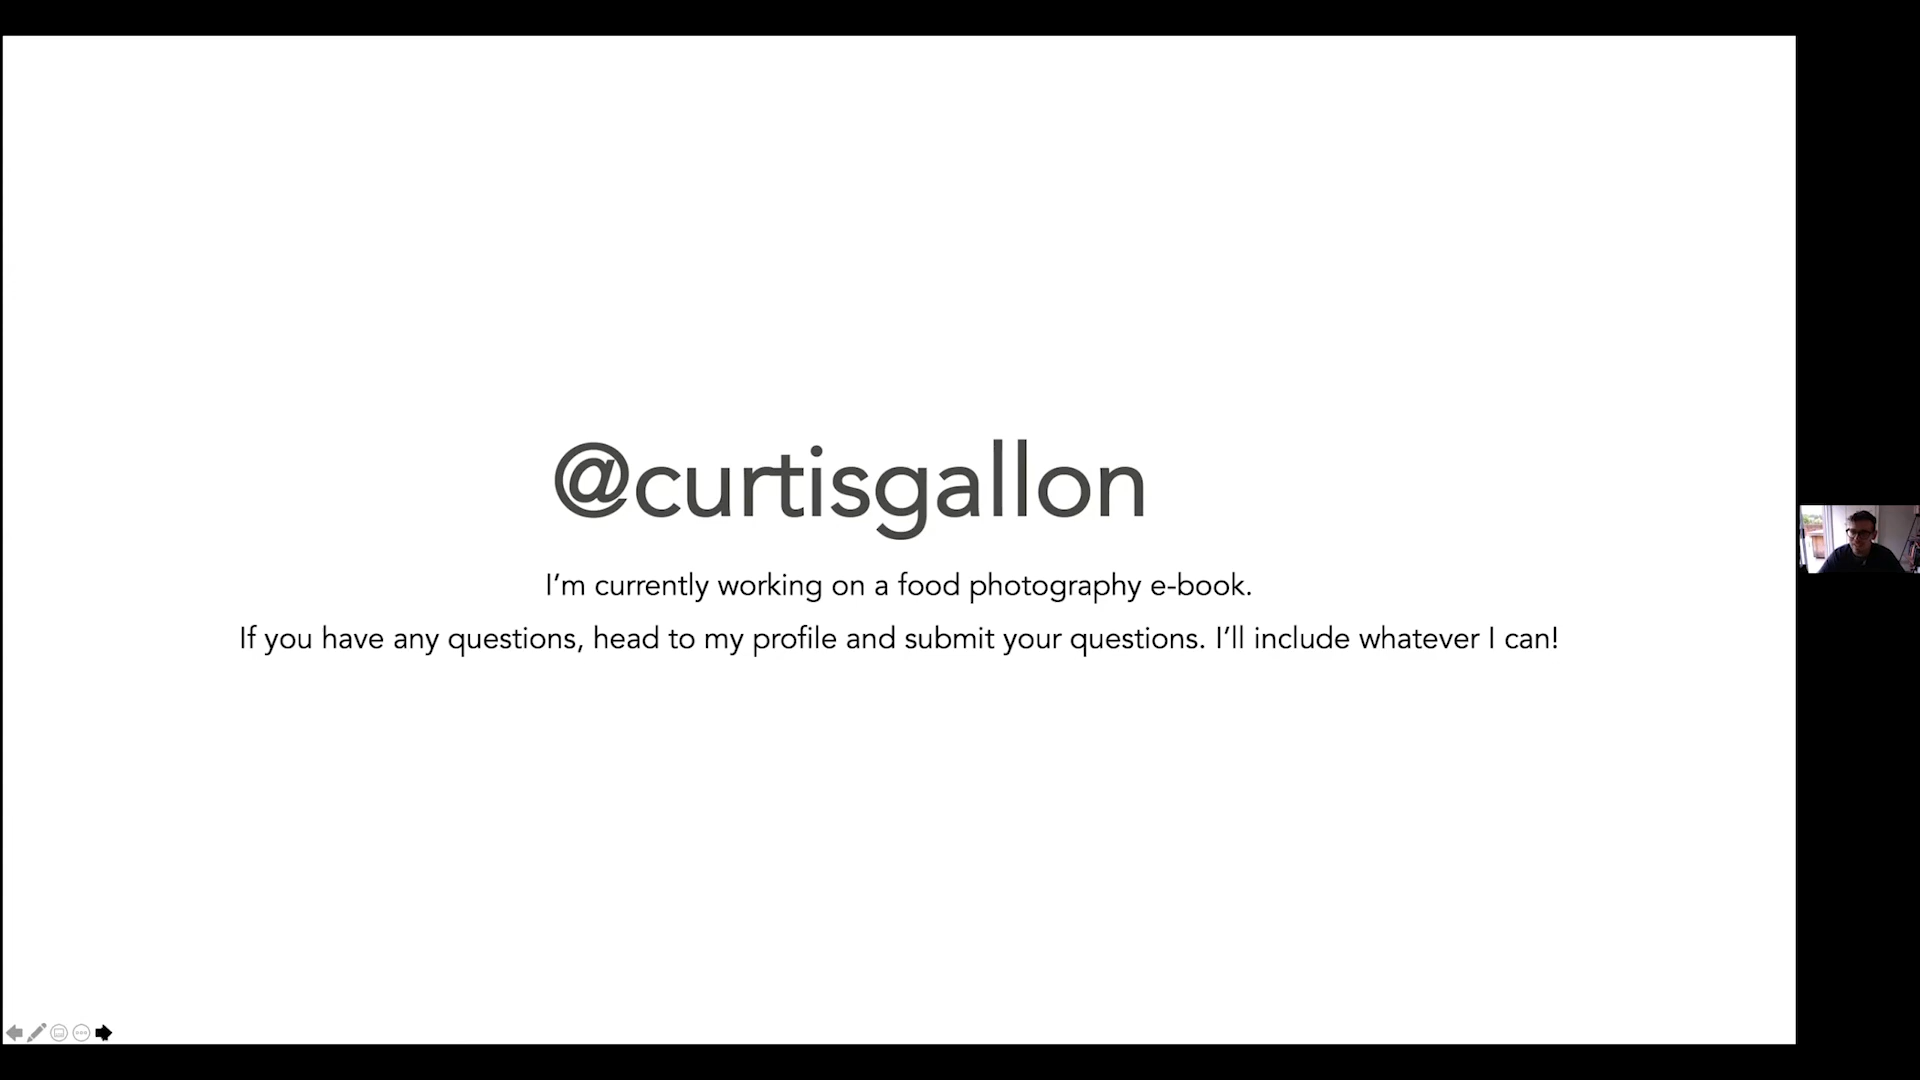 @curtisgallon
I’m currently working on a food photography e-book.
If you have any questions, head to my profile and submit your questions. I’ll include whatever I can!